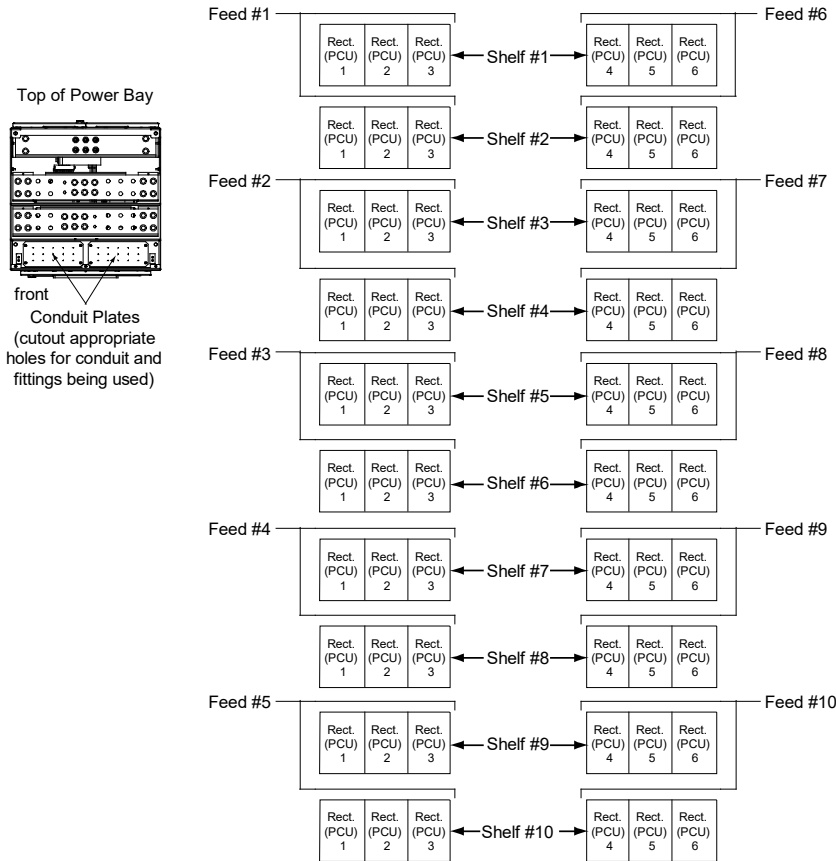 Feed #1
Feed #6
Rect. Rect. Rect.
(PCU) (PCU) (PCU)
1 2 3
Shelf #1
Rect. Rect. Rect.
(PCU) (PCU) (PCU)
4 5 6
Top of Power Bay
Rect. Rect. Rect.
(PCU) (PCU) (PCU)
1 2 3
Shelf #2
Rect. Rect. Rect.
(PCU) (PCU) (PCU)
4 5 6
Feed #2
Feed #7
Rect. Rect. Rect.
(PCU) (PCU) (PCU)
1 2 3
Shelf #3
Rect. Rect. Rect.
(PCU) (PCU) (PCU)
4 5 6
front
Conduit Plates
(cutout appropriate
holes for conduit and
fittings being used)
Rect. Rect. Rect.
(PCU) (PCU) (PCU)
1 2 3
Shelf #4
Rect. Rect. Rect.
(PCU) (PCU) (PCU)
4 5 6
Feed #3
Feed #8
Rect. Rect. Rect.
(PCU) (PCU) (PCU)
1 2 3
Shelf #5
Rect. Rect. Rect.
(PCU) (PCU) (PCU)
4 5 6
Rect. Rect. Rect.
(PCU) (PCU) (PCU)
1 2 3
Shelf #6
Rect. Rect. Rect.
(PCU) (PCU) (PCU)
4 5 6
Feed #4
Feed #9
Rect. Rect. Rect.
(PCU) (PCU) (PCU)
1 2 3
Shelf #7
Rect. Rect. Rect.
(PCU) (PCU) (PCU)
4 5 6
Rect. Rect. Rect.
(PCU) (PCU) (PCU)
1 2 3
Shelf #8
Rect. Rect. Rect.
(PCU) (PCU) (PCU)
4 5 6
Feed #5
Feed #10
Rect. Rect. Rect.
(PCU) (PCU) (PCU)
1 2 3
Shelf #9
Rect. Rect. Rect.
(PCU) (PCU) (PCU)
4 5 6
Rect. Rect. Rect.
(PCU) (PCU) (PCU)
1 2 3
Shelf #10
Rect. Rect. Rect.
(PCU) (PCU) (PCU)
4 5 6